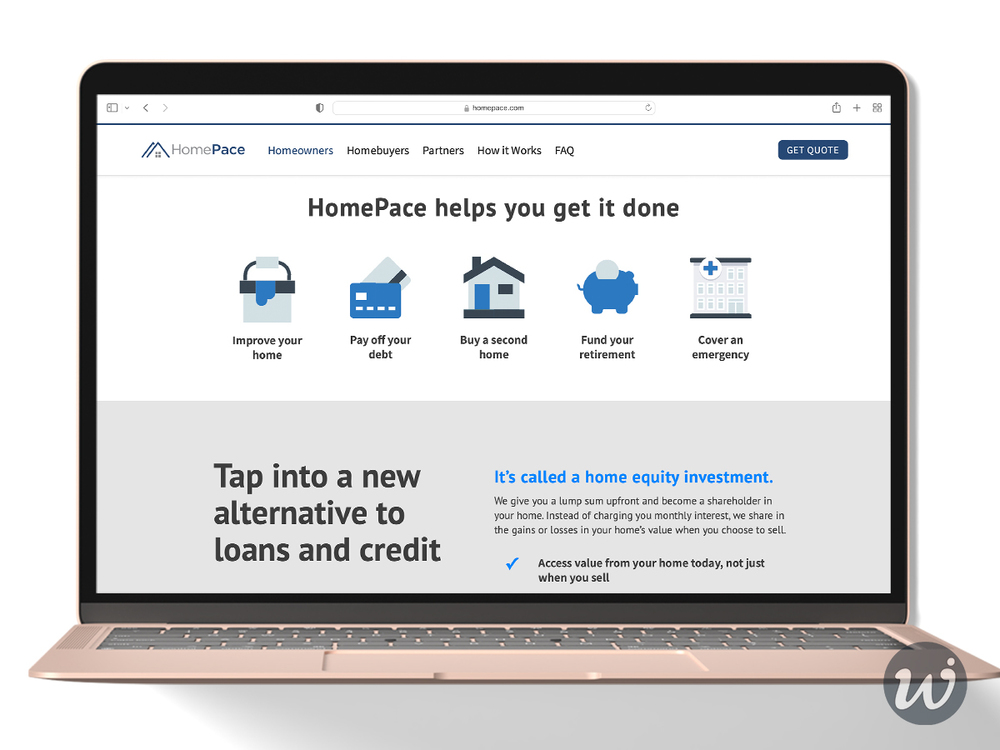 homepace.com
HomePace
Homeowners Homebuyers Partners How it Works FAQ
GET QUOTE
HomePace helps you get it done
Improve your
home
Pay off your
debt
Buy a second
home
Fund your
retirement
Cover an
emergency
Tap into a new
alternative to
loans and credit
It's called a home equity investment.
We give you a lump sum upfront and become a shareholder in
your home. Instead of charging you monthly interest, we share in
the gains or losses in your home's value when you choose to sell.
Access value from your home today, not just
when you sell
w